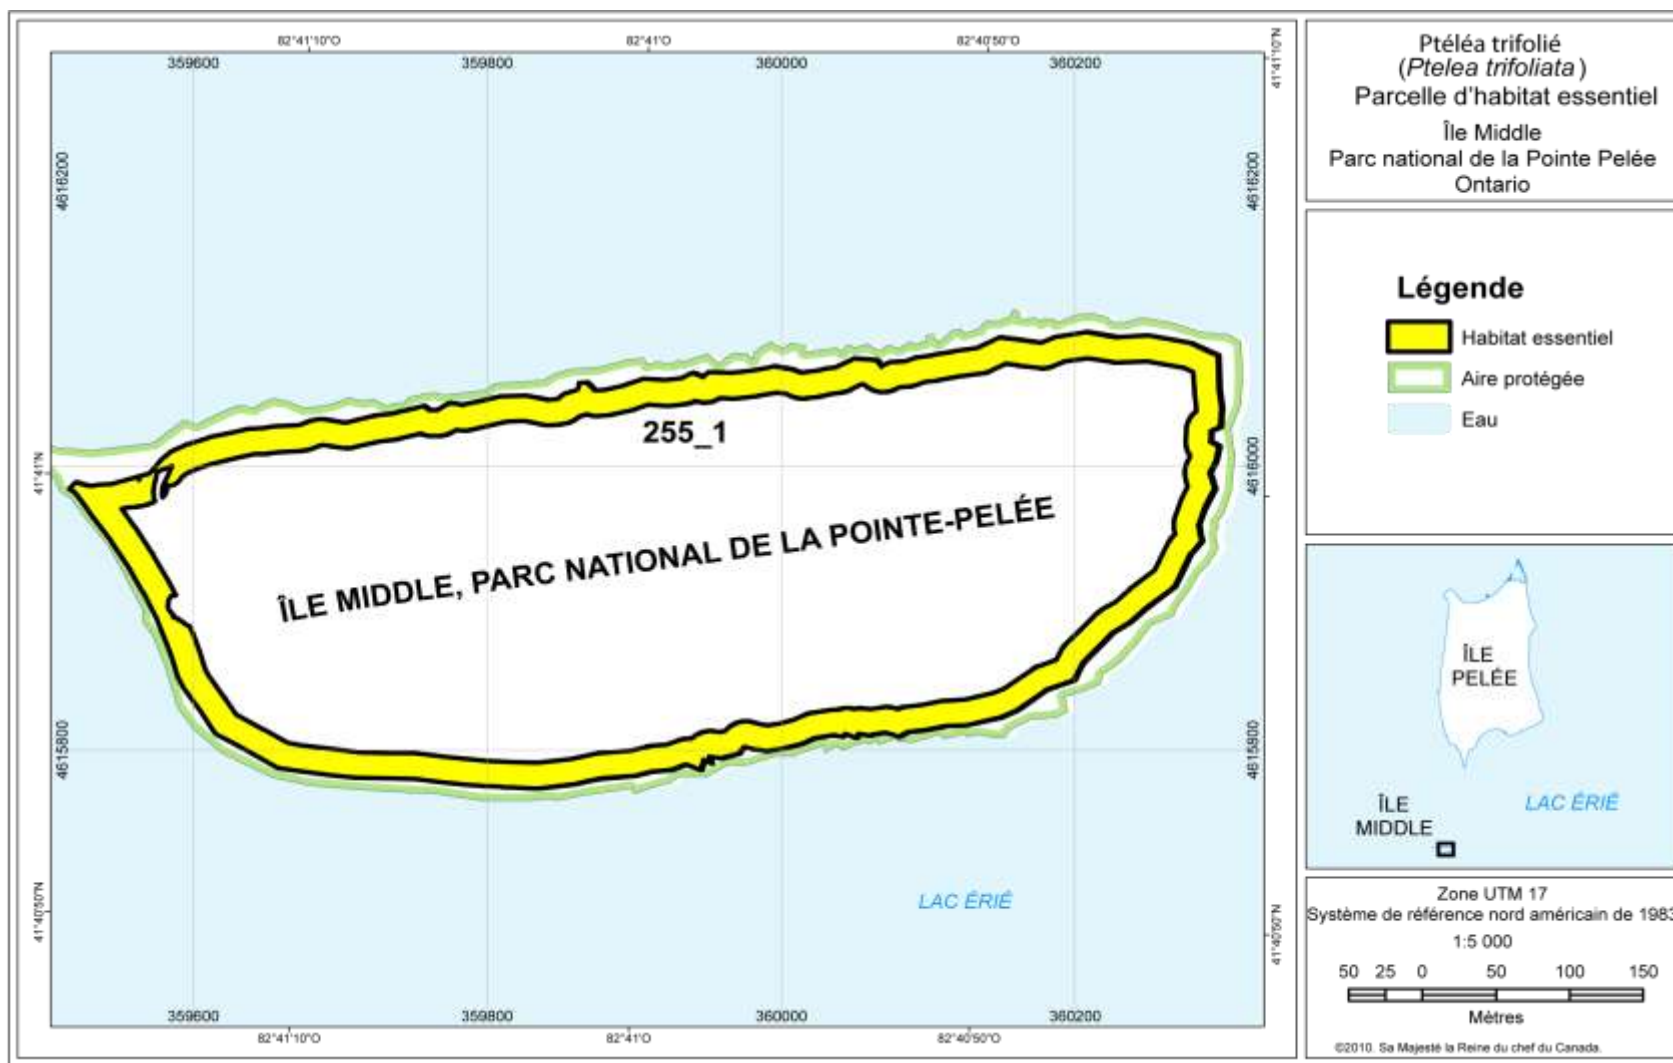 82°41'10"O 82°41'O 82°40'50"O
359600 359800 360000 360200
41°41'10"N
4616200 4616200
255_1
41°41'N 4616000
ÎLE MIDDLE, PARC NATIONAL DE LA POINTE-PELÉE
4615800 4615800
LAC ÉRIÉ
41°40'50"N 41°40'50"N
359600 359800 360000 360200
82°41'10"O 82°41'O 82°40'50"O
Ptéléa trifolié
(Ptelea trifoliata)
Parcelle d'habitat essentiel
Île Middle
Parc national de la Pointe Pelée
Ontario
Légende
Habitat essentiel
Aire protégée
Eau
ÎLE
PELÉE
LAC ÉRIÉ
ÎLE
MIDDLE
Zone UTM 17
Système de référence nord américain de 1983
1:5 000
50 25 0 50 100 150
Mètres
©2010. Sa Majesté la Reine du chef du Canada.